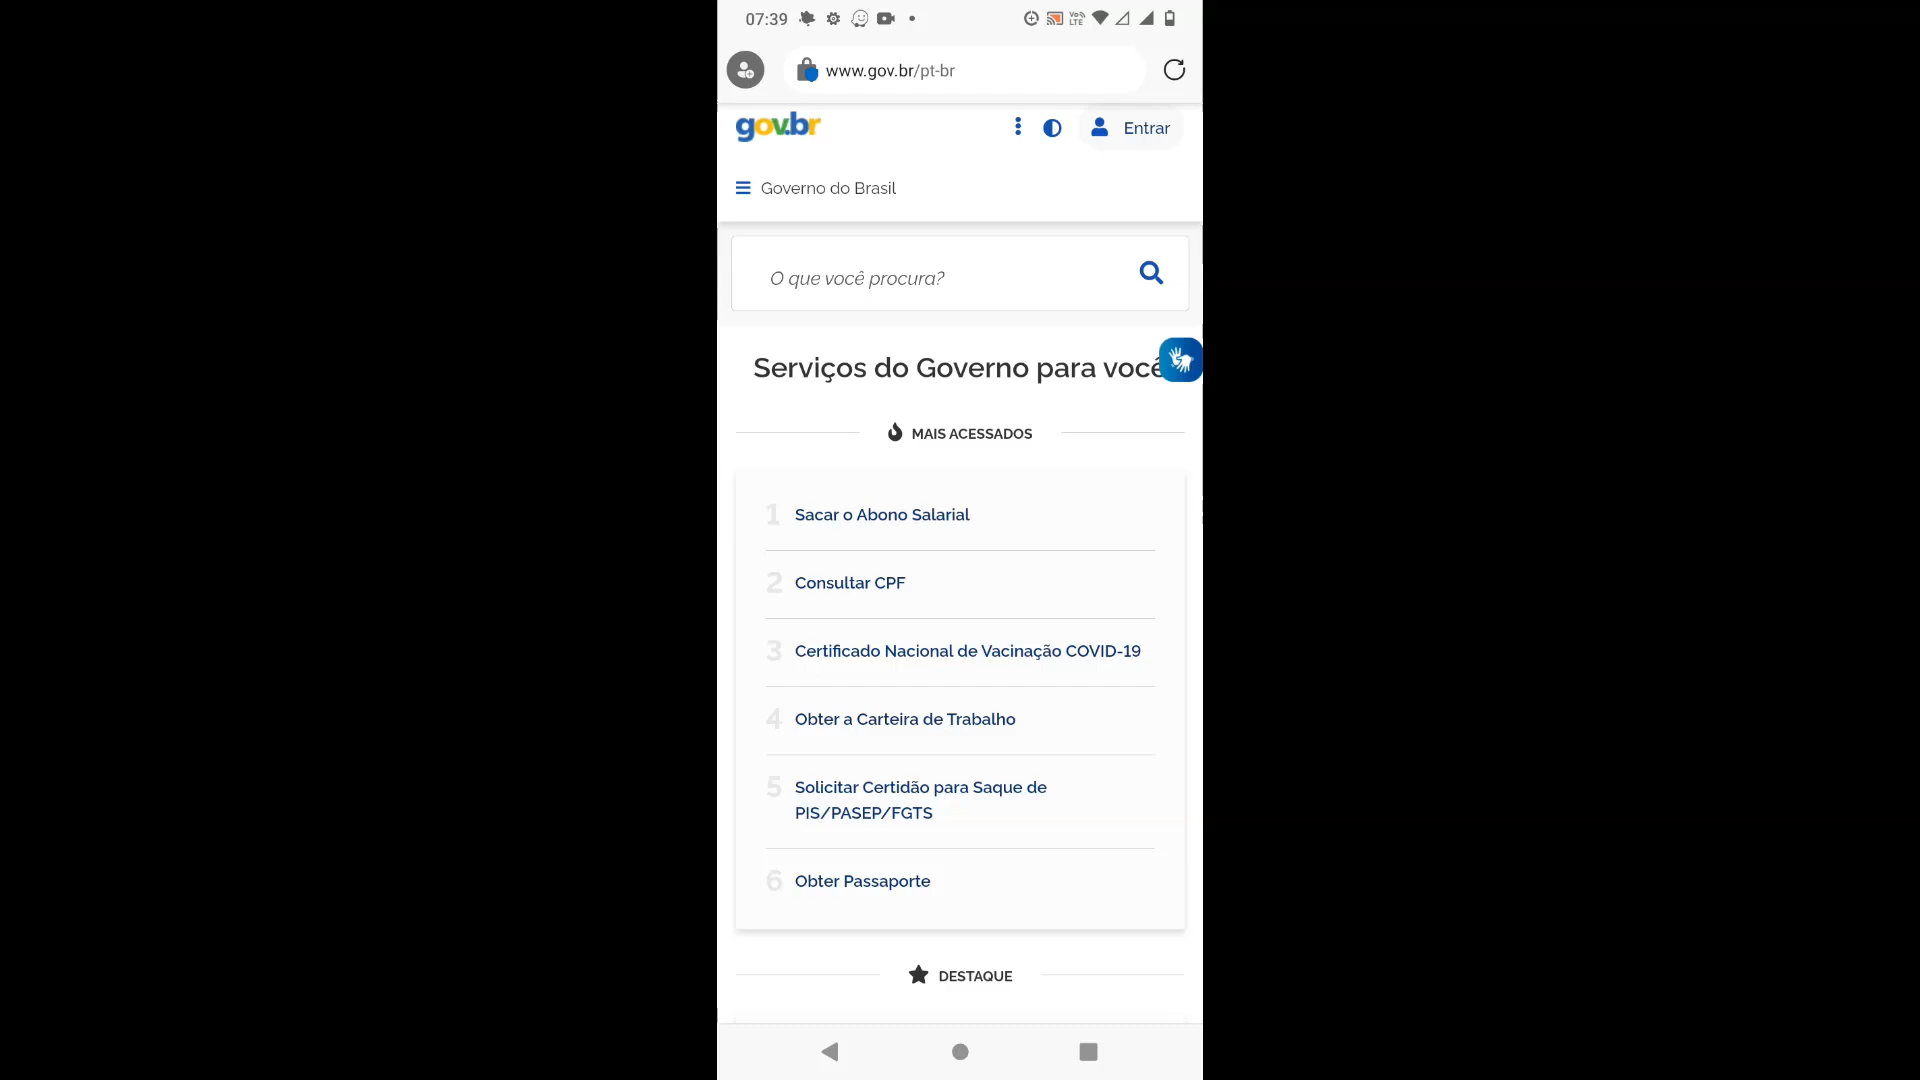 07:39
Vo LTE
www.gov.br/pt-br
gov.br
Entrar
Governo do Brasil
O que você procura?
Serviços do Governo para você
MAIS ACESSADOS
1 Sacar o Abono Salarial
2 Consultar CPF
3 Certificado Nacional de Vacinação COVID-19
4 Obter a Carteira de Trabalho
5 Solicitar Certidão para Saque de
PIS/PASEP/FGTS
6 Obter Passaporte
DESTAQUE